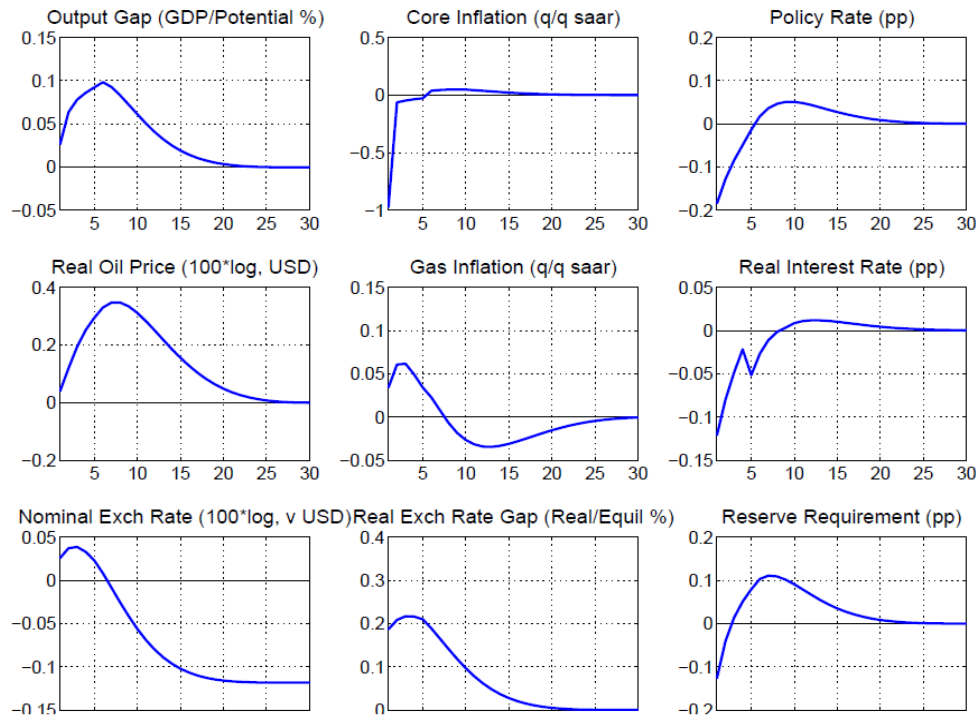 Output Gap (GDP/Potential %)
0.15
0.1
0.05
0
−0.05
5 10 15 20 25 30
Core Inflation (q/q saar)
0.5
0
−0.5
−1
5 10 15 20 25 30
Policy Rate (pp)
0.2
0.1
0
−0.1
−0.2
5 10 15 20 25 30
Real Oil Price (100*log, USD)
0.4
0.2
0
−0.2
5 10 15 20 25 30
Gas Inflation (q/q saar)
0.15
0.1
0.05
0
−0.05
5 10 15 20 25 30
Real Interest Rate (pp)
0.05
0
−0.05
−0.1
−0.15
5 10 15 20 25 30
Nominal Exch Rate (100*log, v USD)
0.05
0
−0.05
−0.1
−0.15
Real Exch Rate Gap (Real/Equil %)
0.4
0.3
0.2
0.1
0
Reserve Requirement (pp)
0.2
0.1
0
−0.1
−0.2